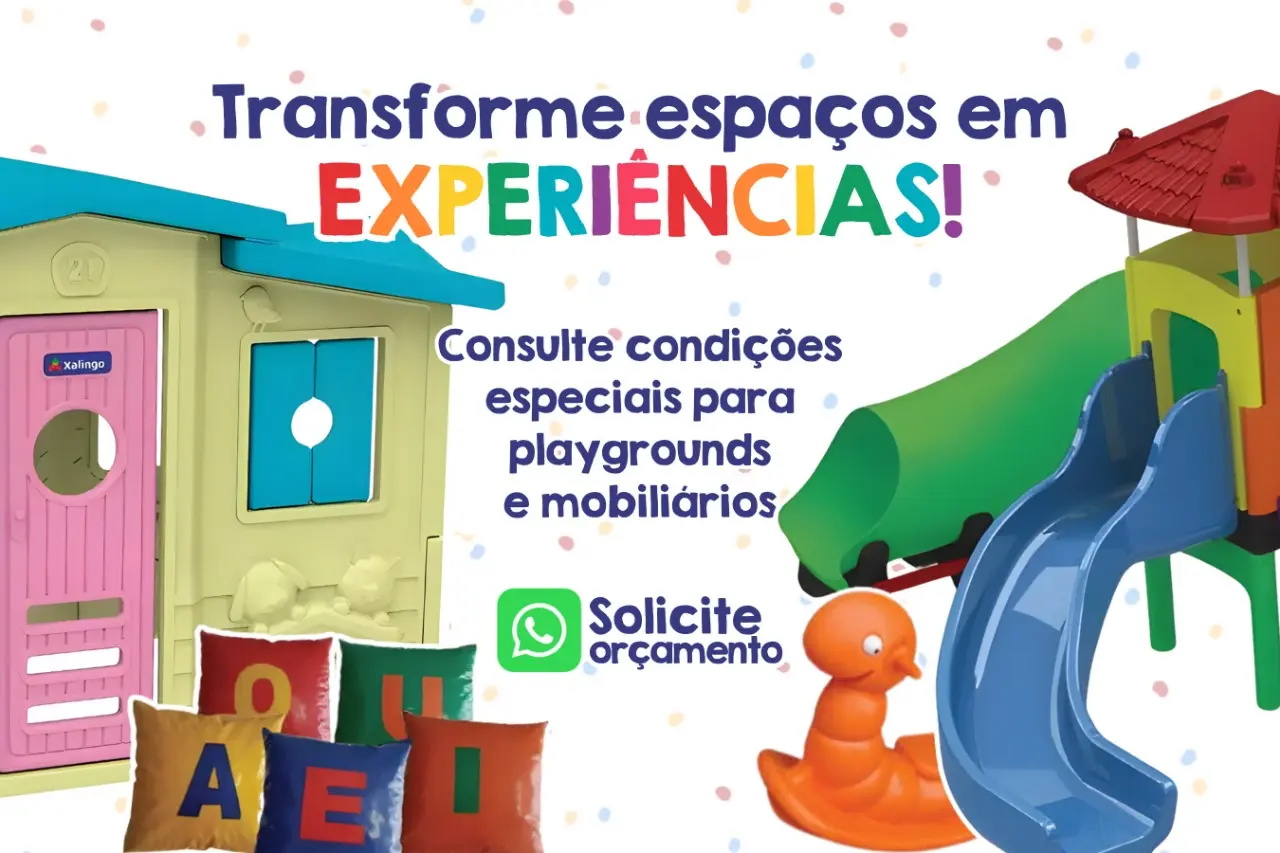 Transforme espaços em
EXPERIÊNCIAS!
21
Xalingo
Consulte condições
especiais para
playgrounds
e mobiliários
Solicite
orçamento
O U
A E I